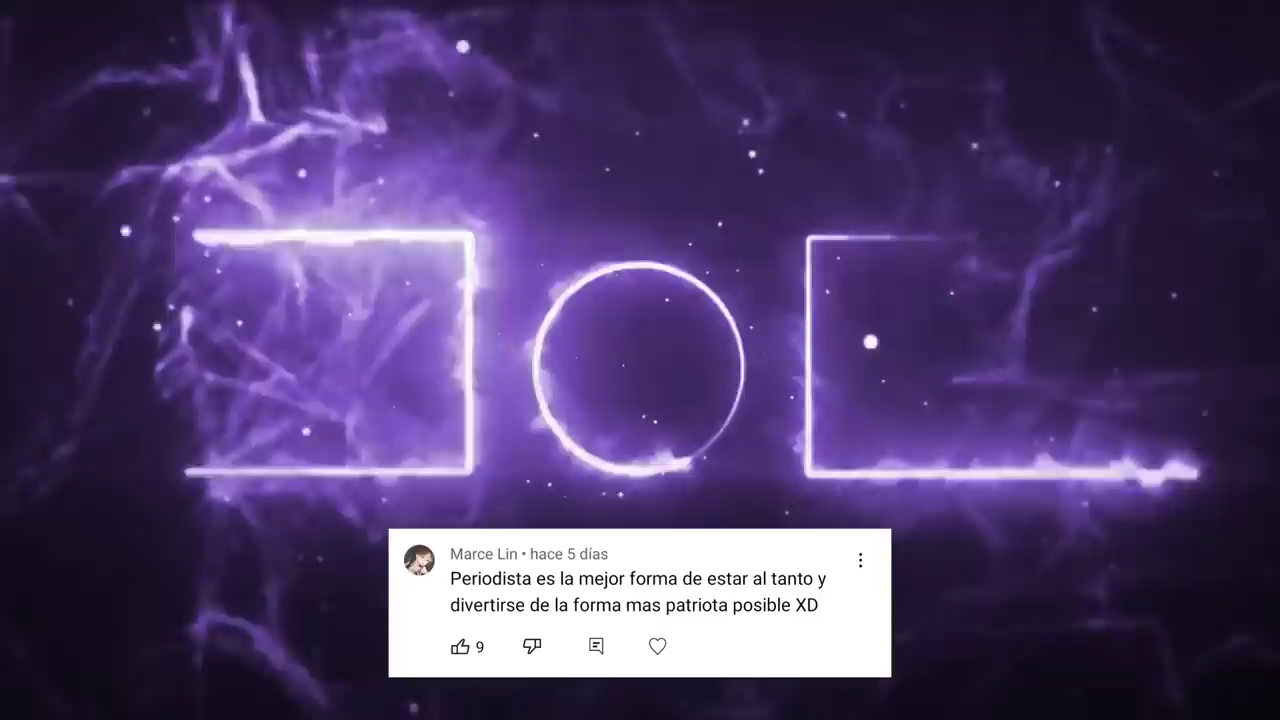 Marce Lin • hace 5 días
Periodista es la mejor forma de estar al tanto y
divertirse de la forma mas patriota posible XD
9